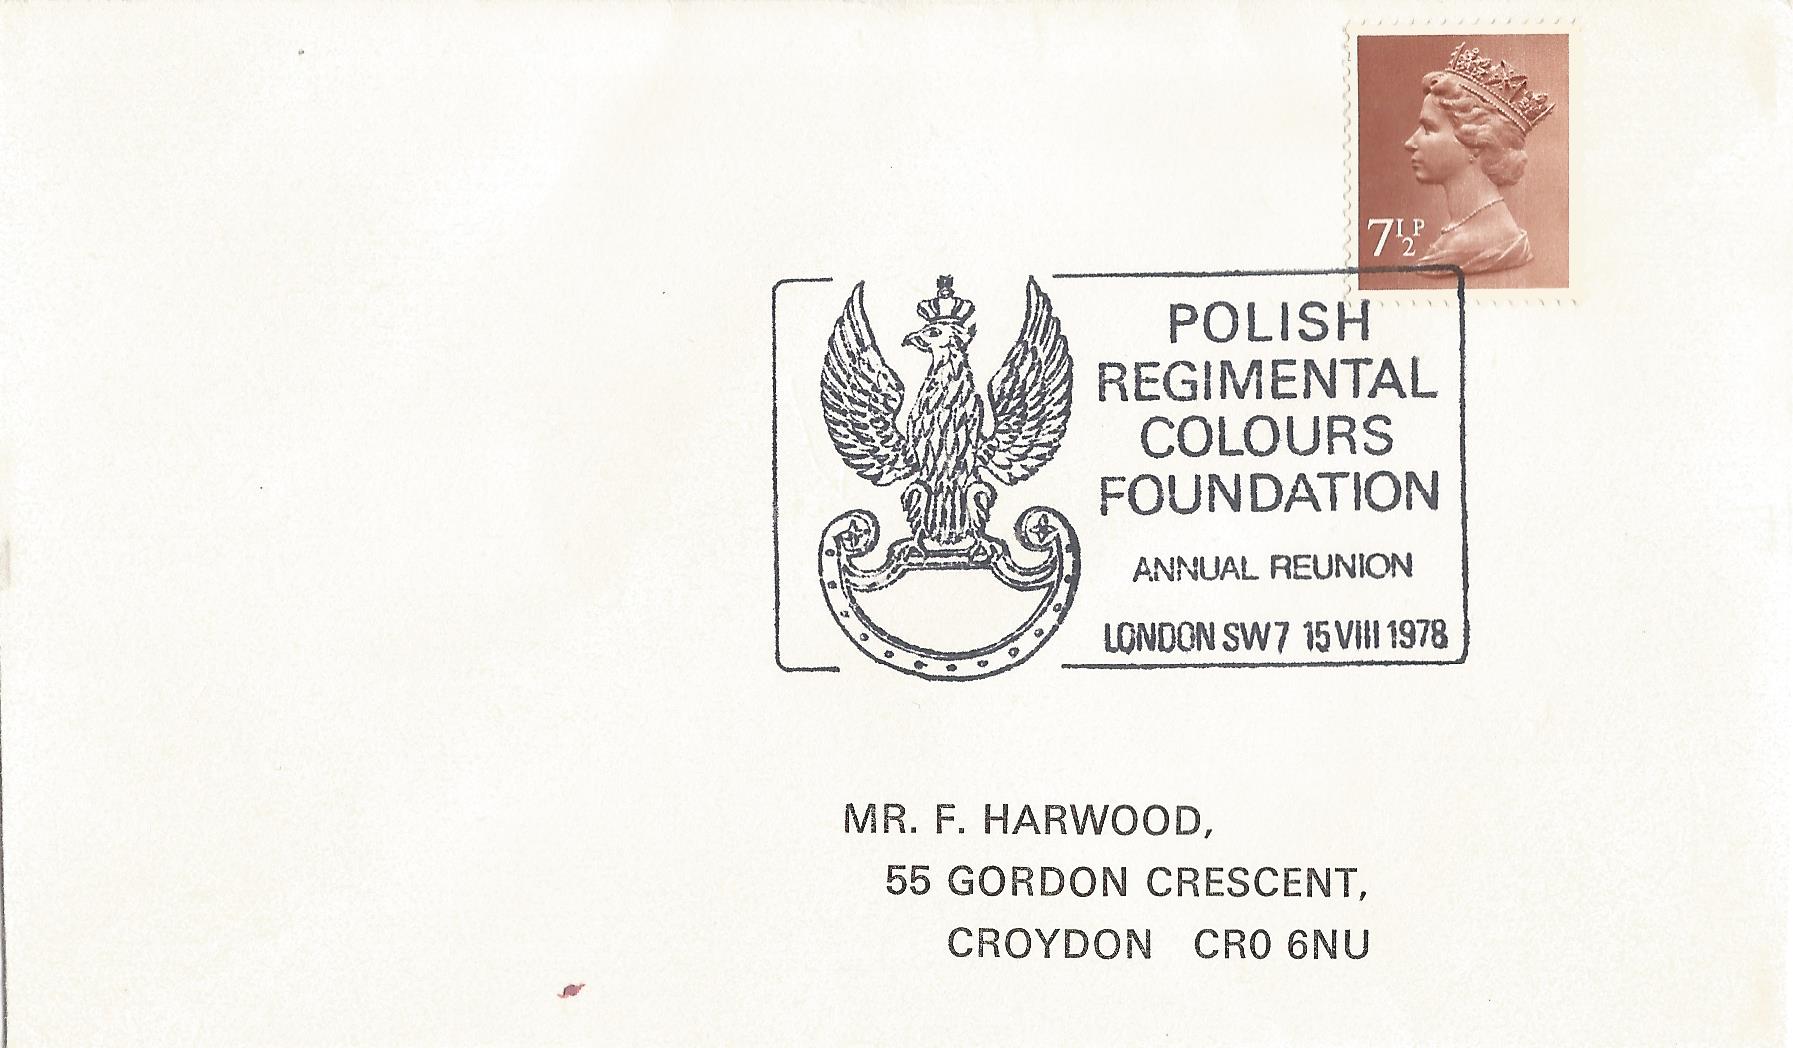 7½P
POLISH
REGIMENTAL
COLOURS
FOUNDATION
ANNUAL REUNION
LONDON SW7 15 VIII 1978
MR. F. HARWOOD,
55 GORDON CRESCENT,
CROYDON CR0 6NU